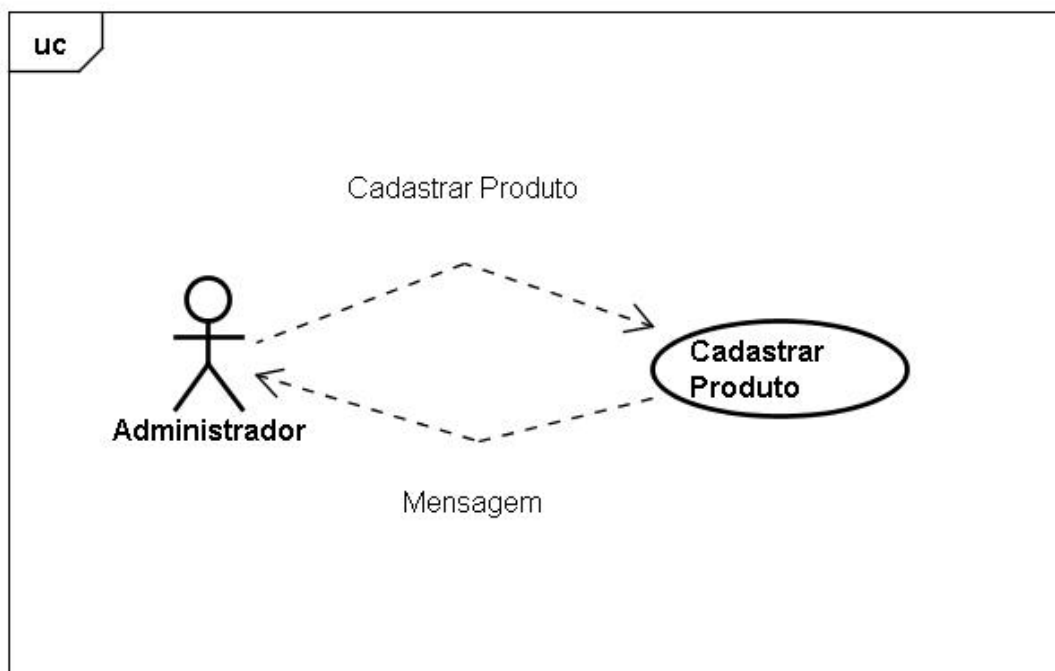 uc
Cadastrar Produto
Cadastrar
Produto
Administrador
Mensagem